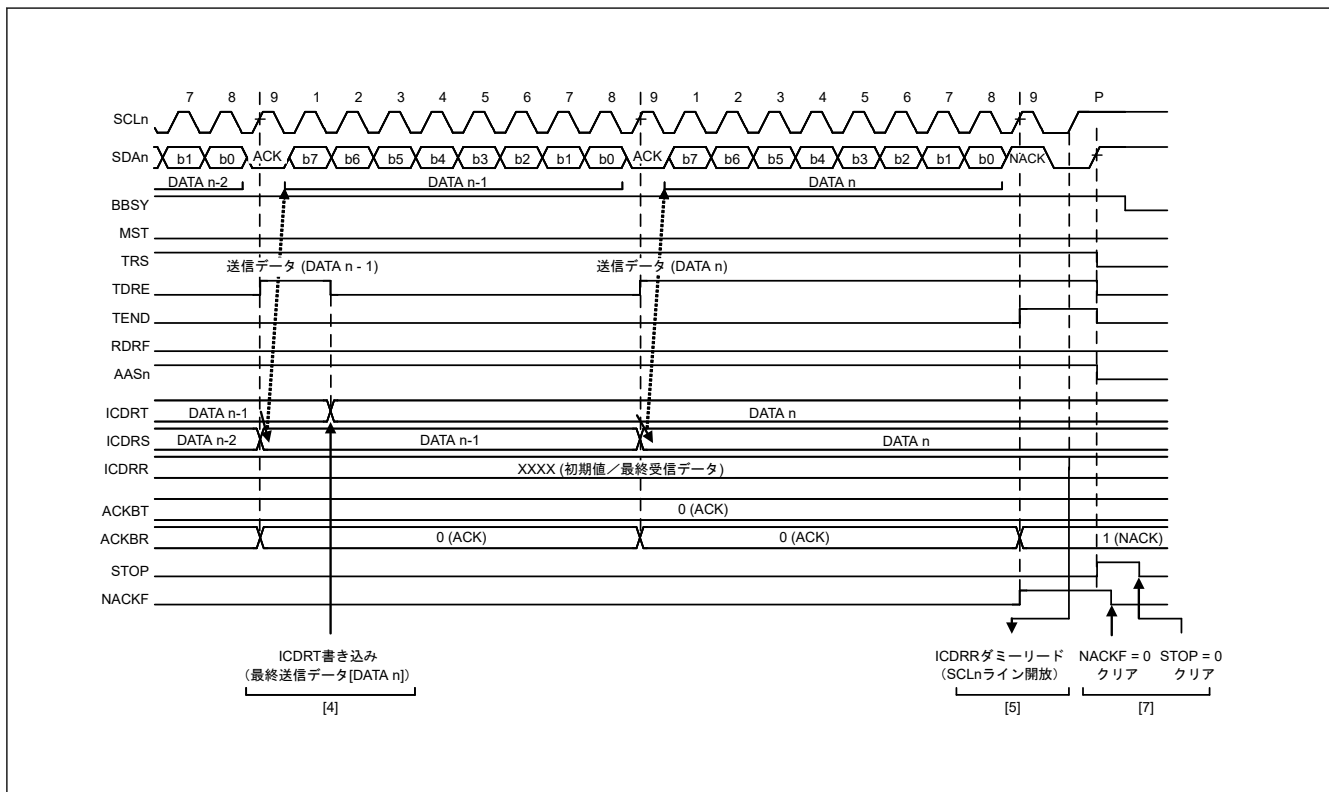 7 8 9 1 2 3 4 5 6 7 8 9 1 2 3 4 5 6 7 8 9 P
SCLn
SDAn b1 b0 ACK b7 b6 b5 b4 b3 b2 b1 b0 ACK b7 b6 b5 b4 b3 b2 b1 b0 NACK
DATA n-2 DATA n-1 DATA n
BBSY
MST
TRS
送信データ (DATA n - 1) 送信データ (DATA n)
TDRE
TEND
RDRF
AASn
ICDRT DATA n-1 DATA n
ICDRS DATA n-2 DATA n-1 DATA n
ICDRR XXXX (初期値／最終受信データ)
ACKBT 0 (ACK)
ACKBR 0 (ACK) 0 (ACK) 1 (NACK)
STOP
NACKF
ICDRT書き込み
（最終送信データ[DATA n]）
[4]
ICDRRダミーリード
（SCLnライン開放）
[5]
NACKF = 0
クリア
STOP = 0
クリア
[7]